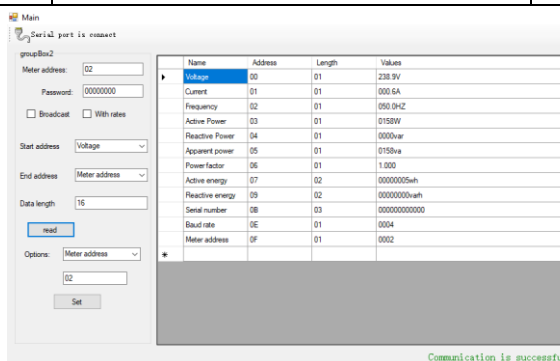 Main
Serial port is connect
groupBox2
Meter address: 02
Password: 00000000
Broadcast With rates
Start address Voltage
End address Meter address
Data length 16
read
Options: Meter address
02
Set
Name Address Length Values
Voltage 00 01 238.9V
Current 01 01 000.6A
Frequency 02 01 050.0HZ
Active Power 03 01 0158W
Reactive Power 04 01 0000var
Apparent power 05 01 0158va
Power factor 06 01 1.000
Active energy 07 02 00000005wh
Reactive energy 09 02 00000000varh
Serial number 0B 03 000000000000
Baud rate 0E 01 0004
Meter address 0F 01 0002
Communication is successf